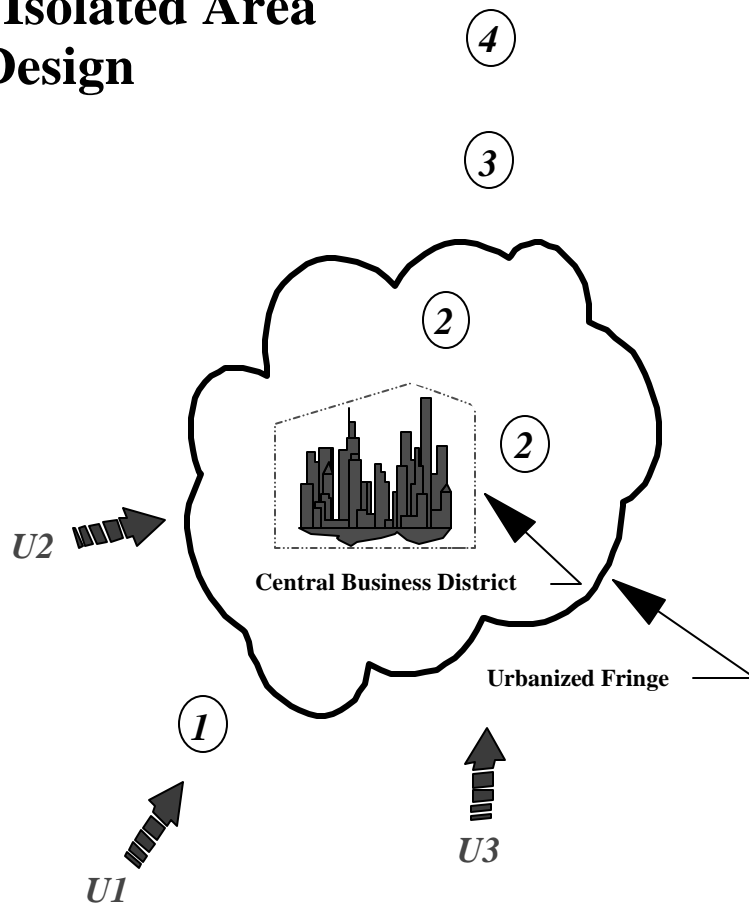 Isolated Area
Design
4
3
2
2
U2
Central Business District
Urbanized Fringe
1
U3
U1